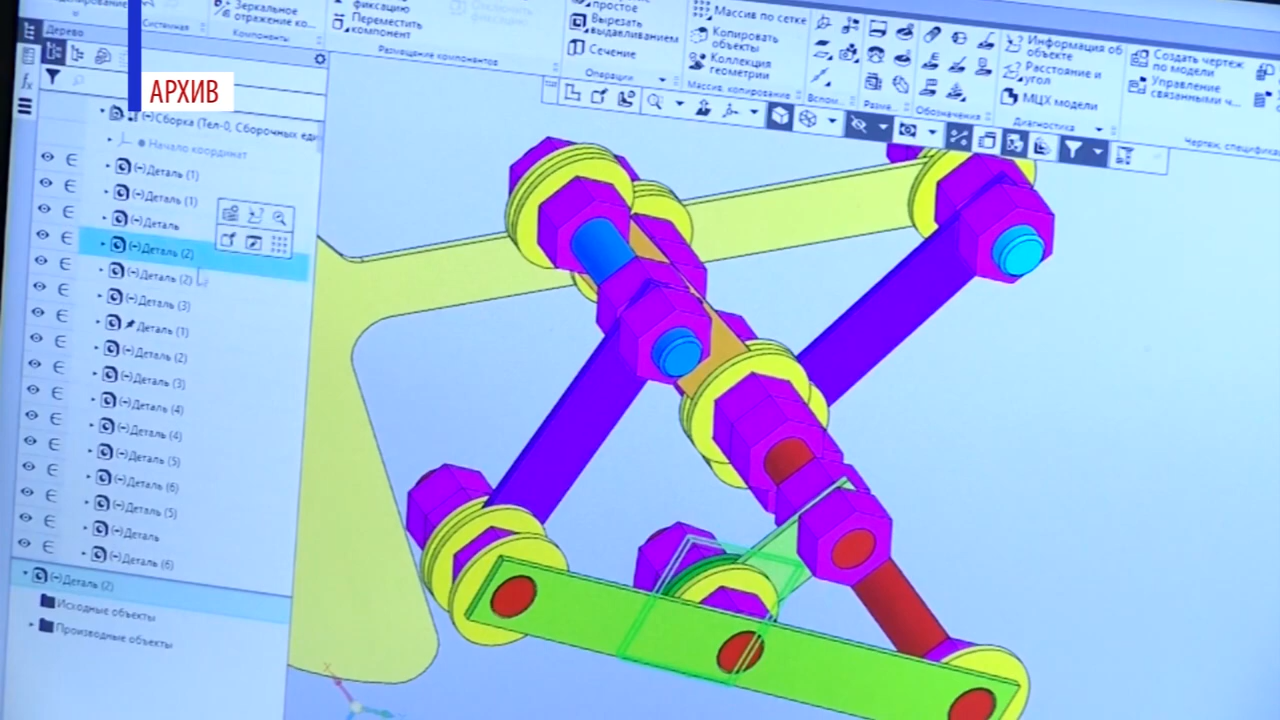 АРХИВ
Системная
Зеркальное
отражение ко...
Компоненты
фиксацию
Переместить
компонент
Размещение компонентов
простое
Вырезать
выдавливанием
Сечение
Операции
Массив по сетке
Копировать
объекты
Коллекция
геометрии
Массив, копирование
Вспом...
Разме...
Обозначения
Информация об
объекте
Расстояние и
угол
МЦХ модели
Диагностика
Создать чертеж
по модели
Управление
связанными ч...
Дерево
(-)Сборка (Тел-0, Сборочных еди
Начало координат
(-)Деталь (1)
(-)Деталь (1)
(-)Деталь
(-)Деталь (2)
(-)Деталь (2)
(-)Деталь (3)
Деталь (1)
(-)Деталь (2)
(-)Деталь (3)
(-)Деталь (4)
(-)Деталь (4)
(-)Деталь (5)
(-)Деталь (6)
(-)Деталь (5)
(-)Деталь
(-)Деталь (6)
(-)Деталь (2)
Исходные объекты
Производные объекты
X